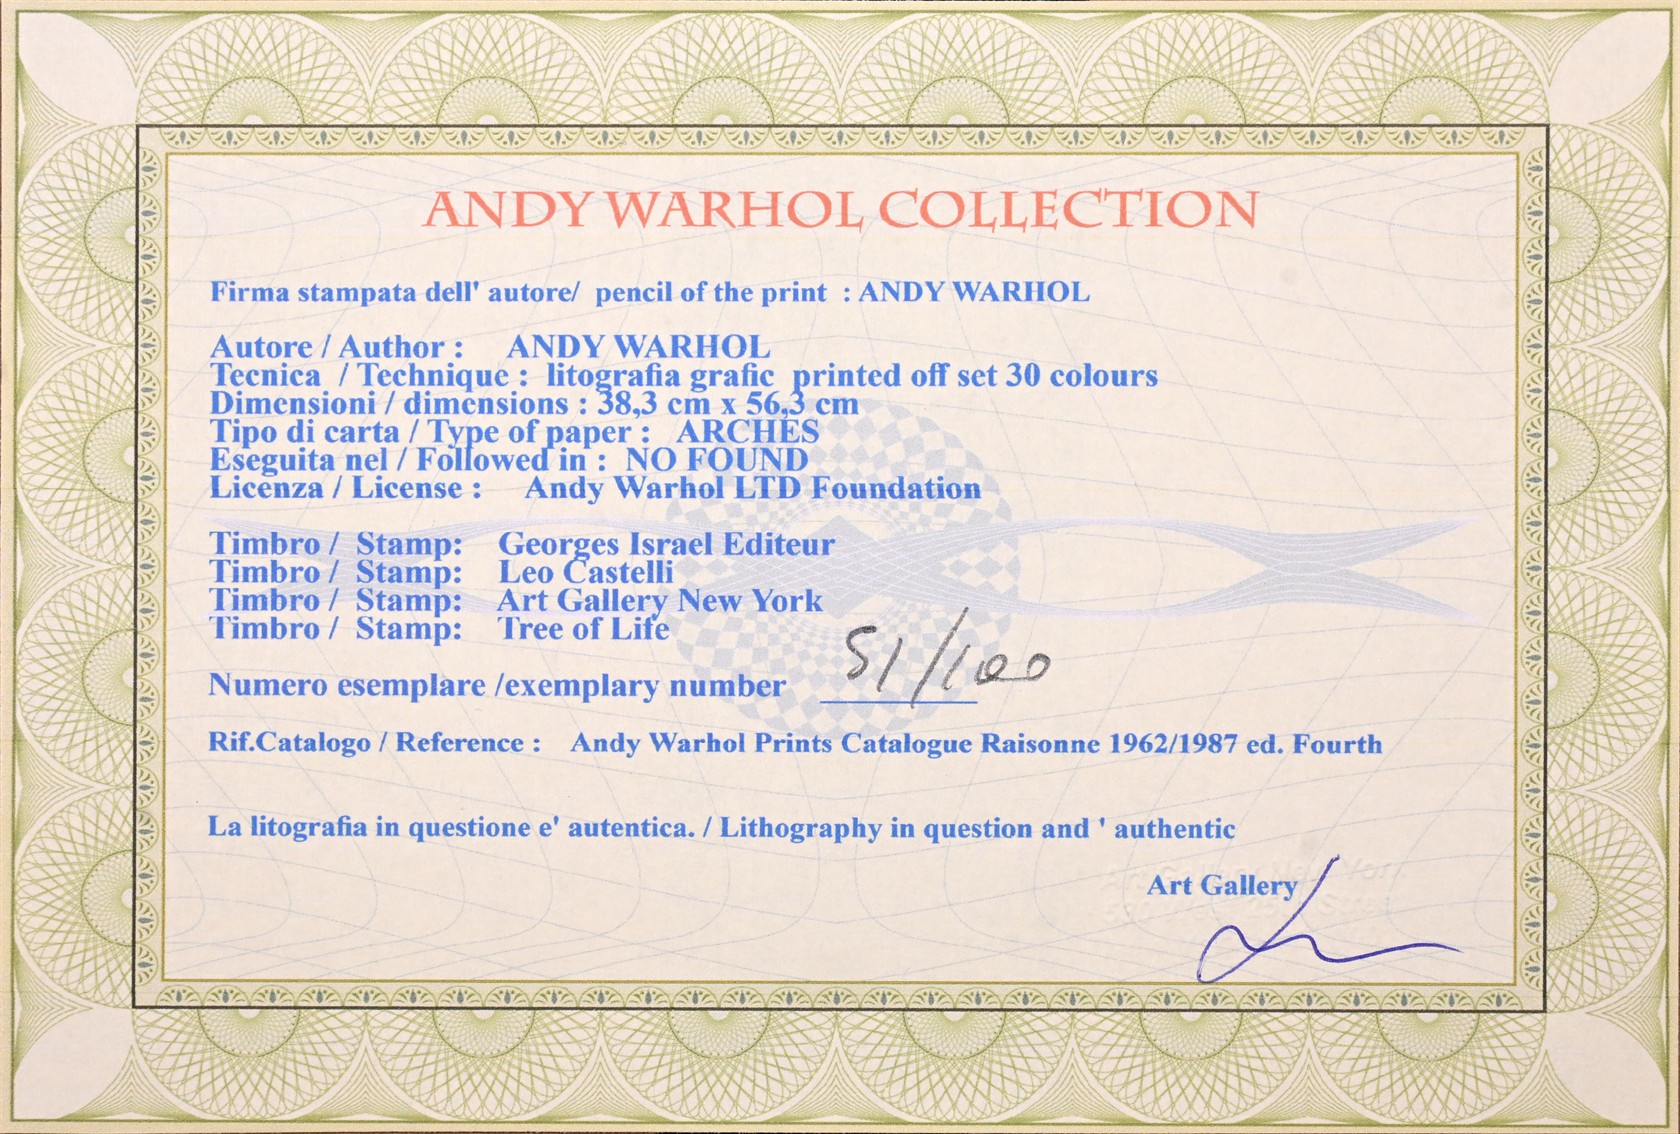 ANDY WARHOL COLLECTION
Firma stampata dell' autore/ pencil of the print : ANDY WARHOL
Autore / Author : ANDY WARHOL
Tecnica / Technique : litografia grafic printed off set 30 colours
Dimensioni / dimensions : 38,3 cm x 56,3 cm
Tipo di carta / Type of paper : ARCHES
Eseguita nel / Followed in : NO FOUND
Licenza / License : Andy Warhol LTD Foundation
Timbro / Stamp: Georges Israel Editeur
Timbro / Stamp: Leo Castelli
Timbro / Stamp: Art Gallery New York
Timbro / Stamp: Tree of Life
Numero esemplare /exemplary number 51/100
Rif.Catalogo / Reference : Andy Warhol Prints Catalogue Raisonne 1962/1987 ed. Fourth
La litografia in questione e' autentica. / Lithography in question and ' authentic
Art Gallery